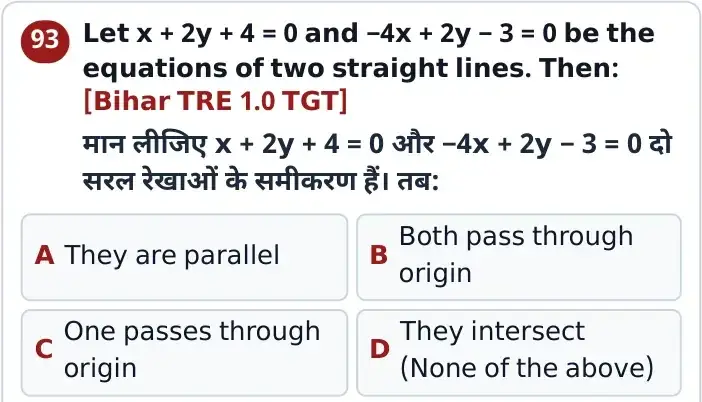 93 Let x + 2y + 4 = 0 and −4x + 2y − 3 = 0 be the
equations of two straight lines. Then:
[Bihar TRE 1.0 TGT]
मान लीजिए x + 2y + 4 = 0 और −4x + 2y − 3 = 0 दो
सरल रेखाओं के समीकरण हैं। तब:
A They are parallel
B Both pass through
origin
C One passes through
origin
D They intersect
(None of the above)